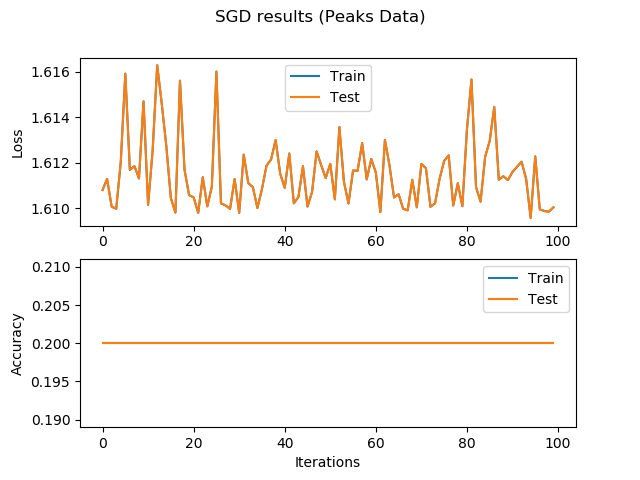 SGD results (Peaks Data)
1.616
1.614
1.612
1.610
Loss
Train
Test
0 20 40 60 80 100
0.210
0.205
0.200
0.195
0.190
Accuracy
Train
Test
0 20 40 60 80 100
Iterations